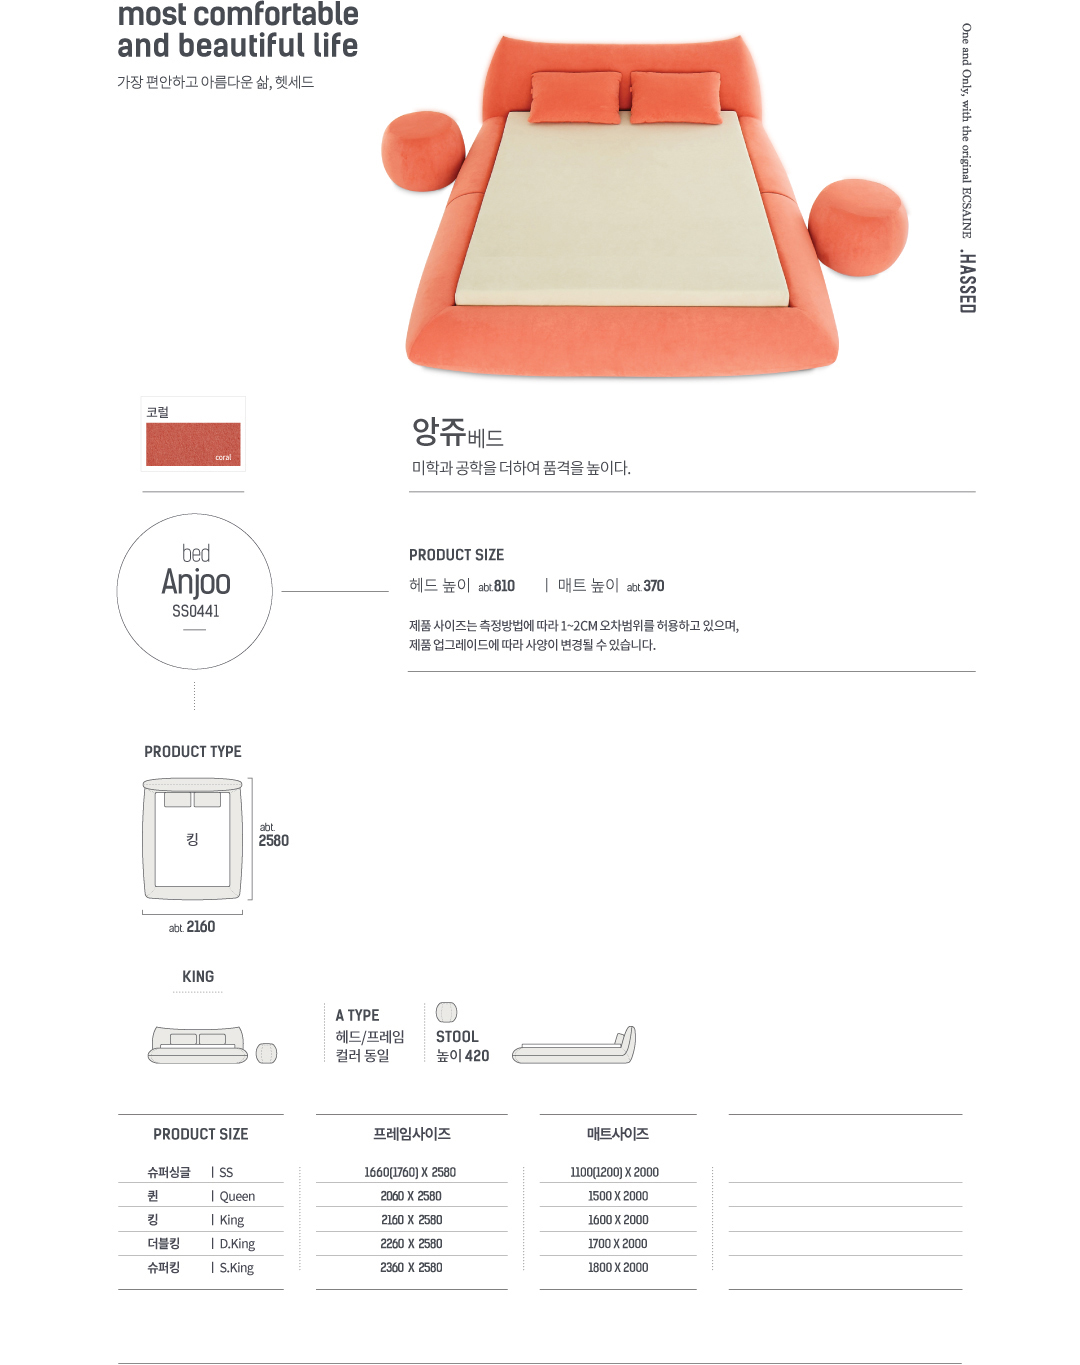 most comfortable
and beautiful life
가장 편안하고 아름다운 삶, 헷세드
One and Only, with the original ECSAINE .HASSED
코럴
coral
앙쥬베드
미학과 공학을 더하여 품격을 높이다.
bed
Anjoo
SS0441
PRODUCT SIZE
헤드 높이 abt.810 | 매트 높이 abt.370
제품 사이즈는 측정방법에 따라 1~2CM 오차범위를 허용하고 있으며,
제품 업그레이드에 따라 사양이 변경될 수 있습니다.
PRODUCT TYPE
킹
abt.
2580
abt. 2160
KING
A TYPE
헤드/프레임
컬러 동일
STOOL
높이 420
PRODUCT SIZE 프레임사이즈 매트사이즈
슈퍼싱글 | SS 1660(1760) X 2580 1100(1200) X 2000
퀸 | Queen 2060 X 2580 1500 X 2000
킹 | King 2160 X 2580 1600 X 2000
더블킹 | D.King 2260 X 2580 1700 X 2000
슈퍼킹 | S.King 2360 X 2580 1800 X 2000